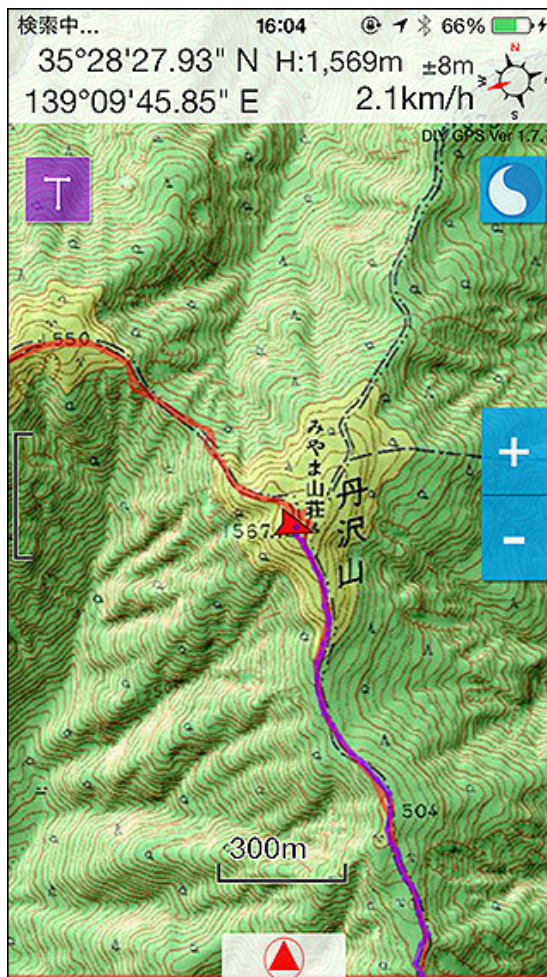 検索中... 16:04 66%
35°28'27.93" N H:1,569m ±8m
139°09'45.85" E 2.1km/h
N
W
S
DIY GPS Ver 1.7.
T
1550
みやま山荘
丹沢山
1567
+
-
504
300m